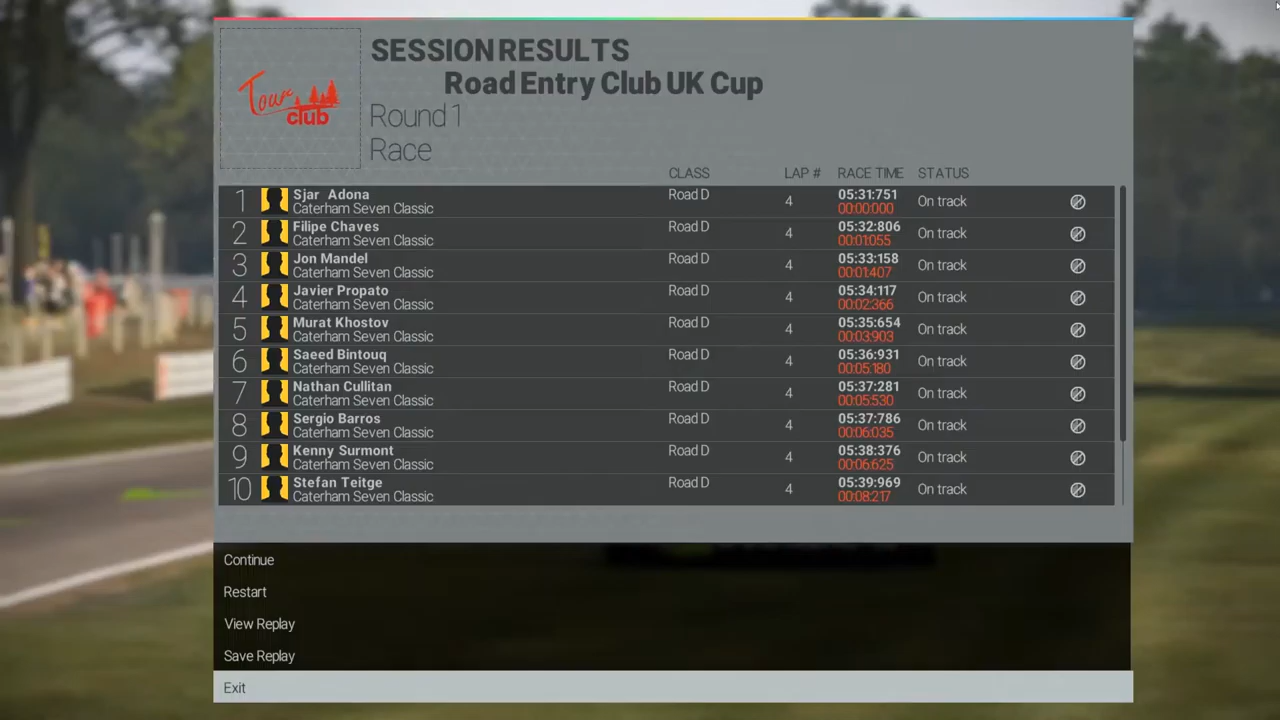 Tour club
SESSION RESULTS
Road Entry Club UK Cup
Round 1
Race
CLASS LAP # RACE TIME STATUS
1 Sjar Adona Caterham Seven Classic Road D 4 05:31:751 00:00:000 On track
2 Filipe Chaves Caterham Seven Classic Road D 4 05:32:806 00:01:055 On track
3 Jon Mandel Caterham Seven Classic Road D 4 05:33:158 00:01:407 On track
4 Javier Propato Caterham Seven Classic Road D 4 05:34:117 00:02:366 On track
5 Murat Khostov Caterham Seven Classic Road D 4 05:35:654 00:03:903 On track
6 Saeed Bintouq Caterham Seven Classic Road D 4 05:36:931 00:05:180 On track
7 Nathan Cullitan Caterham Seven Classic Road D 4 05:37:281 00:05:530 On track
8 Sergio Barros Caterham Seven Classic Road D 4 05:37:786 00:06:035 On track
9 Kenny Surmont Caterham Seven Classic Road D 4 05:38:376 00:06:625 On track
10 Stefan Teitge Caterham Seven Classic Road D 4 05:39:969 00:08:217 On track
Continue
Restart
View Replay
Save Replay
Exit